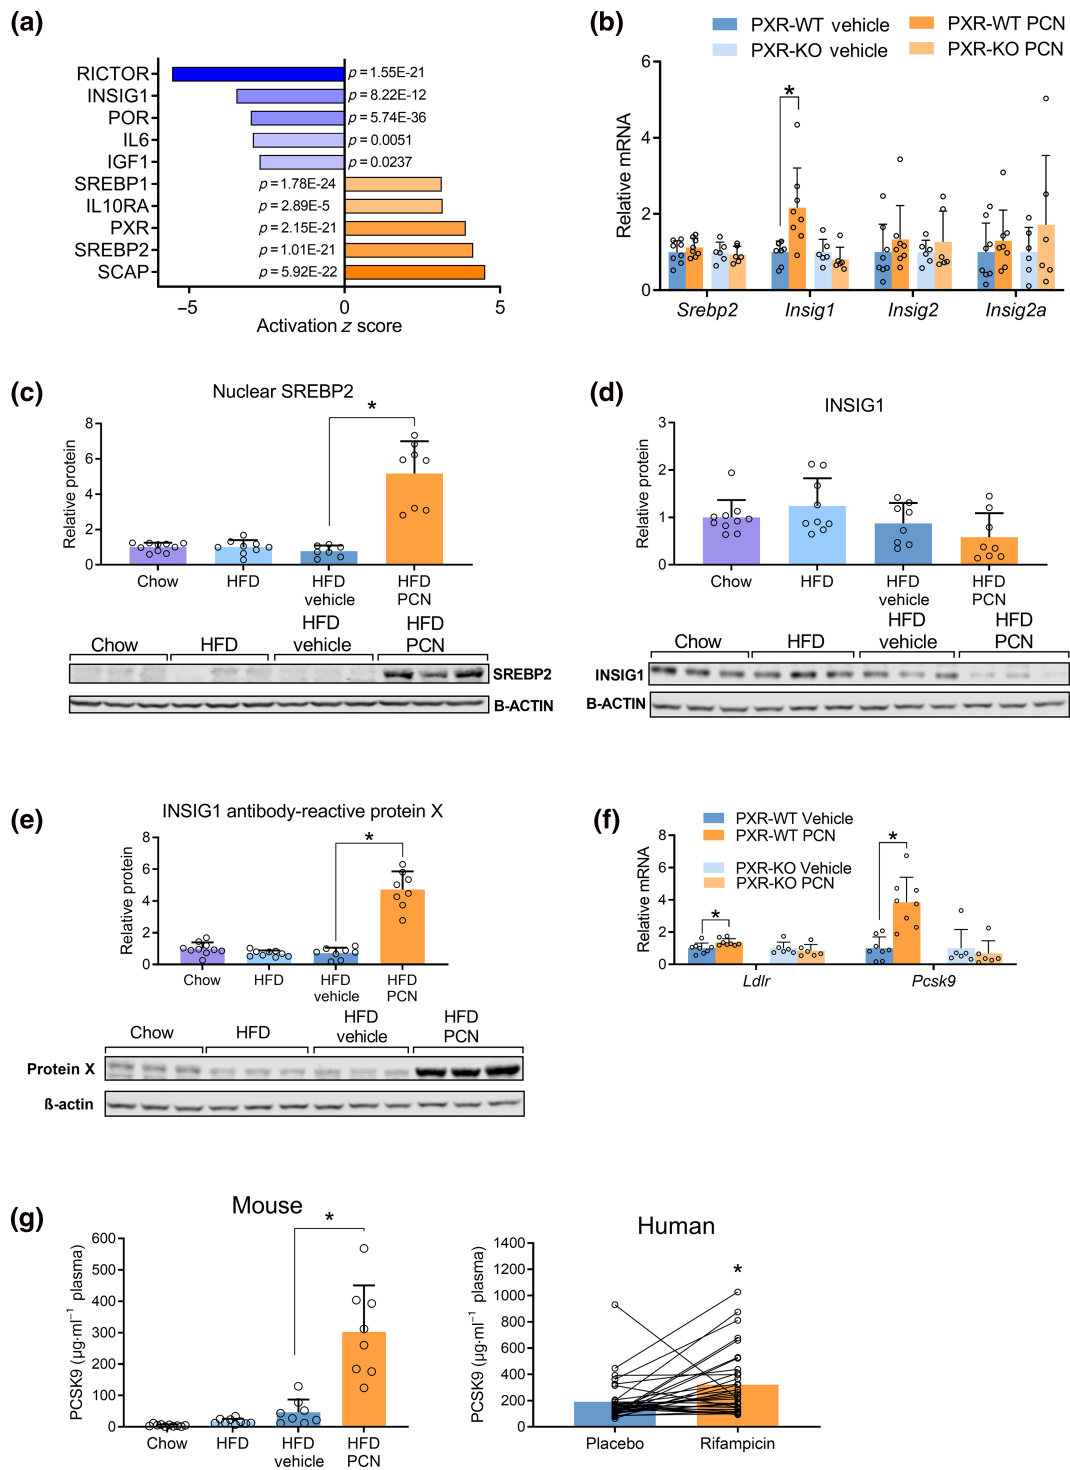 (a)
RICTOR
p = 1.55E-21
INSIG1
p = 8.22E-12
POR
p = 5.74E-36
IL6
p = 0.0051
IGF1
p = 0.0237
SREBP1
p = 1.78E-24
IL10RA
p = 2.89E-5
PXR
p = 2.15E-21
SREBP2
p = 1.01E-21
SCAP
p = 5.92E-22
−5 0 5
Activation z score
(b)
PXR-WT vehicle PXR-WT PCN
PXR-KO vehicle PXR-KO PCN
Relative mRNA
6
4
2
0
*
Srebp2 Insig1 Insig2 Insig2a
(c)
Nuclear SREBP2
Relative protein
8
6
4
2
0
*
Chow HFD HFD vehicle HFD PCN
Chow HFD HFD vehicle HFD PCN
SREBP2
B-ACTIN
(d)
INSIG1
Relative protein
3
2
1
0
Chow HFD HFD vehicle HFD PCN
Chow HFD HFD vehicle HFD PCN
INSIG1
B-ACTIN
(e)
INSIG1 antibody-reactive protein X
Relative protein
8
6
4
2
0
*
Chow HFD HFD vehicle HFD PCN
Chow HFD HFD vehicle HFD PCN
Protein X
ß-actin
(f)
PXR-WT Vehicle
PXR-WT PCN
PXR-KO Vehicle
PXR-KO PCN
Relative mRNA
8
6
4
2
0
*
*
Ldlr Pcsk9
(g)
Mouse
PCSK9 (µg·ml−1 plasma)
600
500
400
300
200
100
0
*
Chow HFD HFD vehicle HFD PCN
Human
PCSK9 (µg·ml−1 plasma)
1400
1200
1000
800
600
400
200
0
*
Placebo Rifampicin